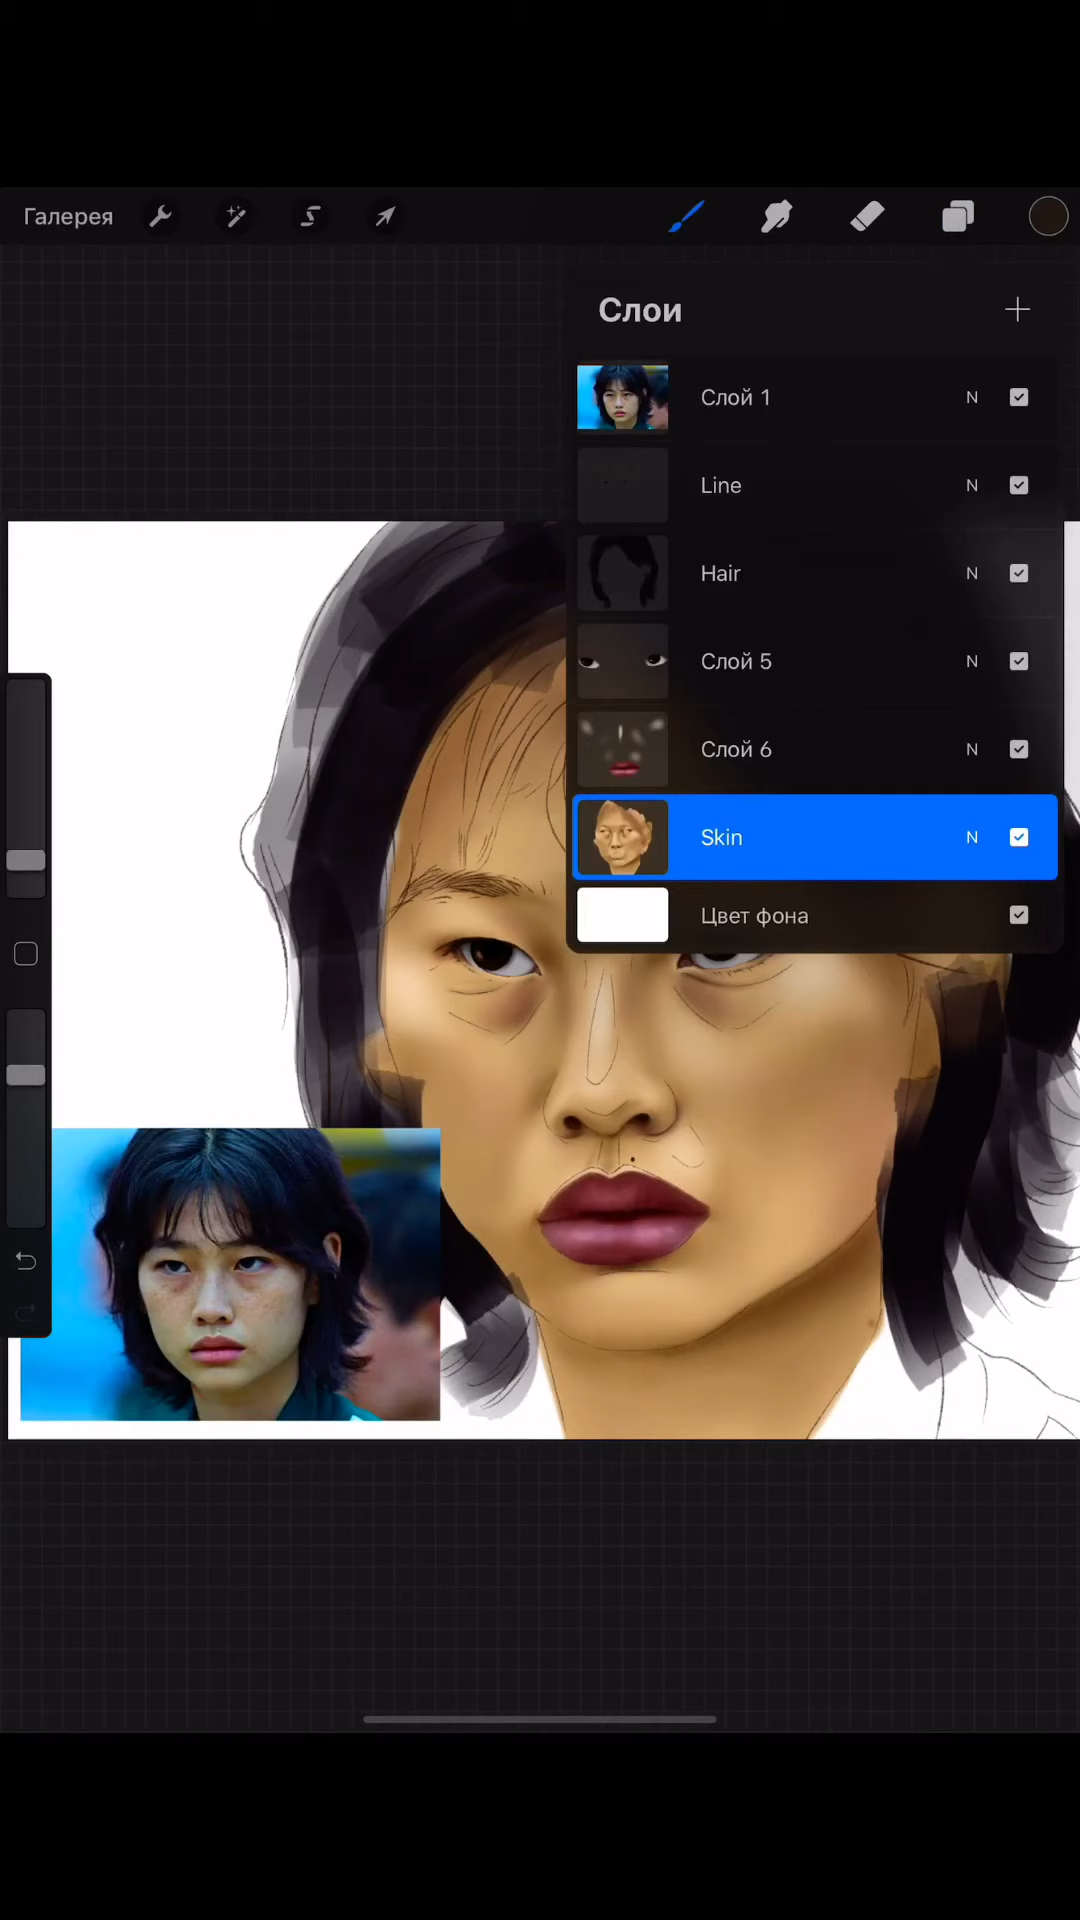 Галерея
Слои
Слой 1 N
Line N
Hair N
Слой 5 N
Слой 6 N
Skin N
Цвет фона